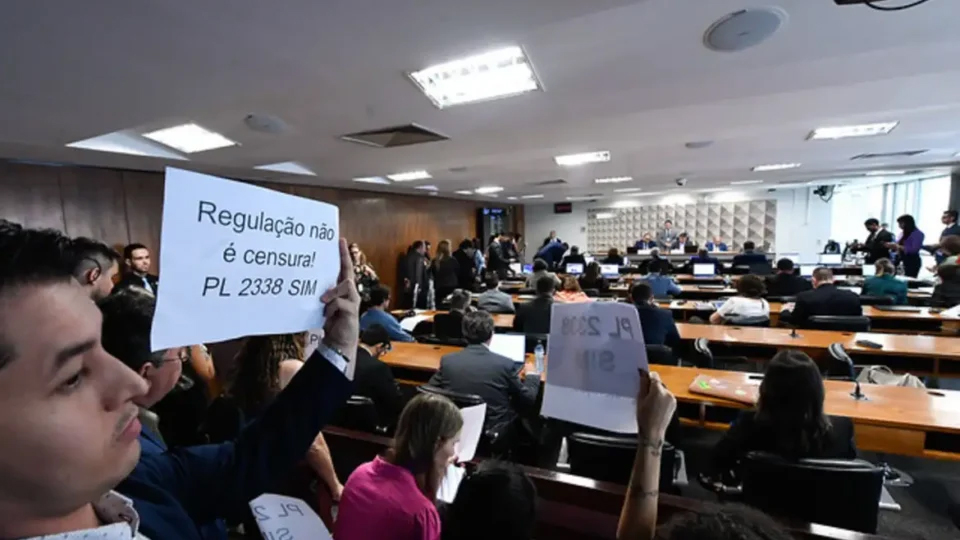 Regulação não
é censura!
PL 2338 SIM
PL 2338
SIM